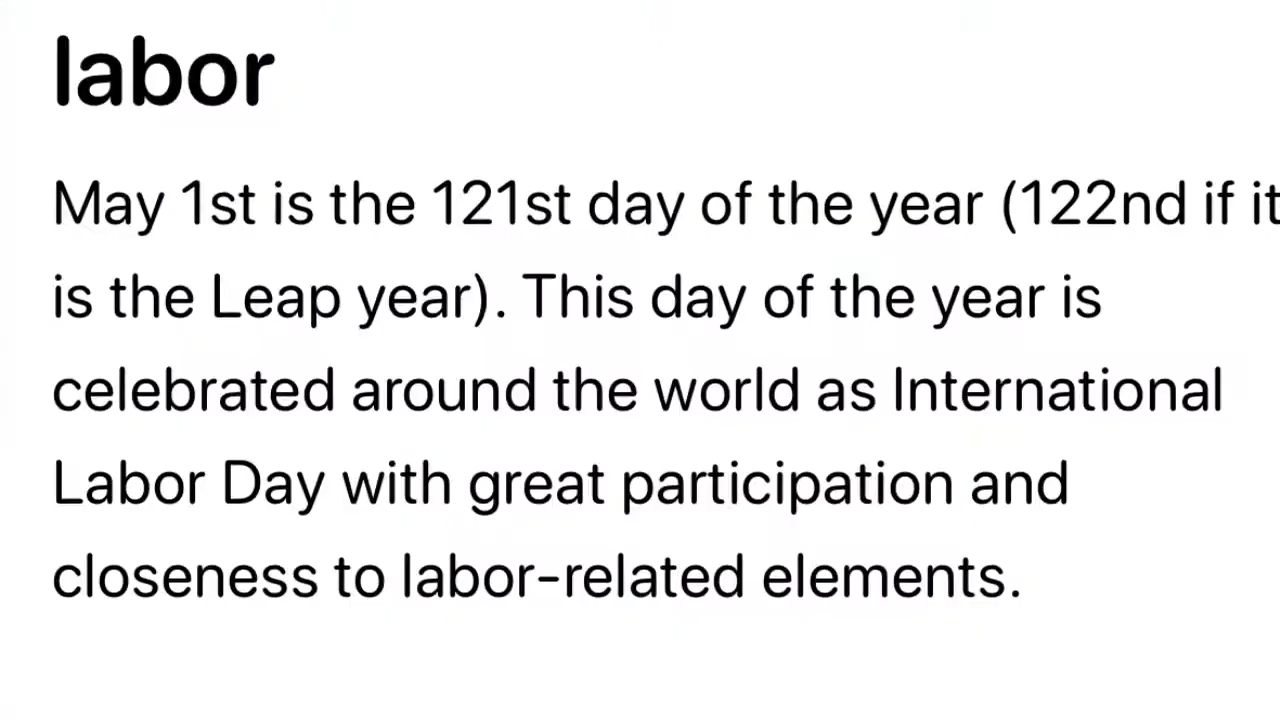 labor
May 1st is the 121st day of the year (122nd if it
is the Leap year). This day of the year is
celebrated around the world as International
Labor Day with great participation and
closeness to labor-related elements.